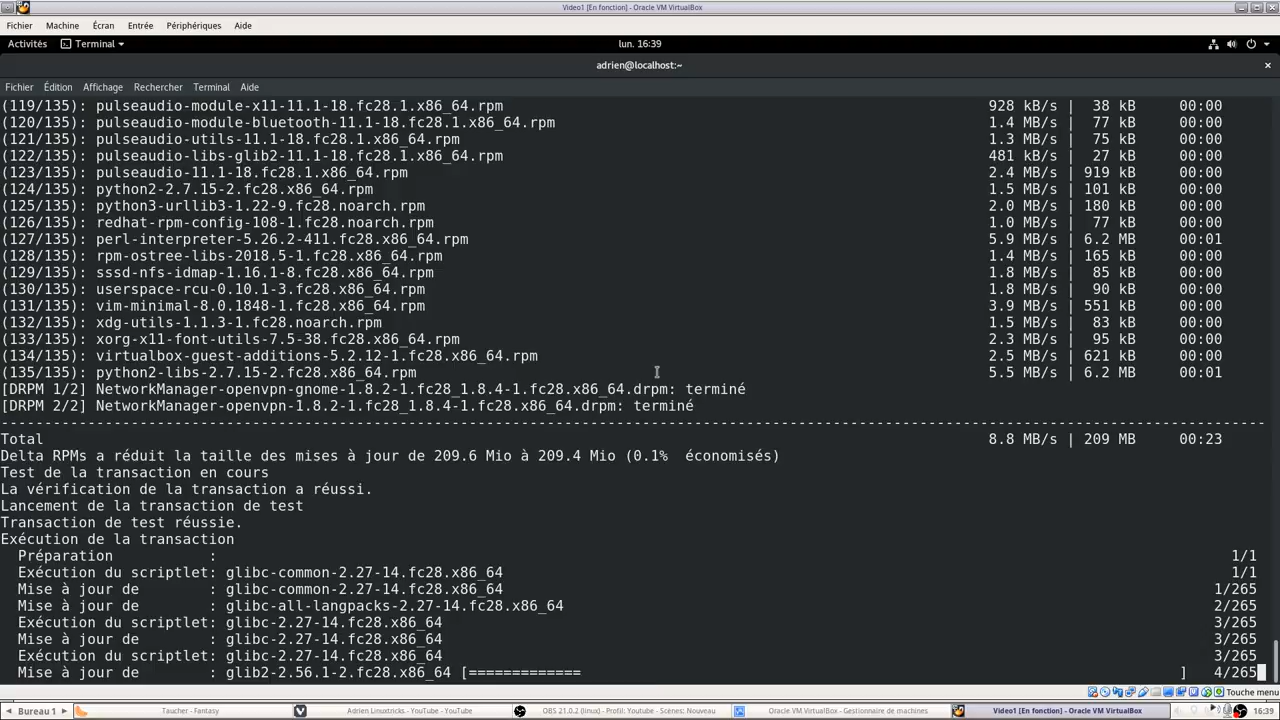 Video1 [En fonction] - Oracle VM VirtualBox
Fichier Machine Écran Entrée Périphériques Aide
Activités Terminal lun. 16:39
adrien@localhost:~
Fichier Édition Affichage Rechercher Terminal Aide
(119/135): pulseaudio-module-x11-11.1-18.fc28.1.x86_64.rpm 928 kB/s | 38 kB 00:00
(120/135): pulseaudio-module-bluetooth-11.1-18.fc28.1.x86_64.rpm 1.4 MB/s | 77 kB 00:00
(121/135): pulseaudio-utils-11.1-18.fc28.1.x86_64.rpm 1.3 MB/s | 75 kB 00:00
(122/135): pulseaudio-libs-glib2-11.1-18.fc28.1.x86_64.rpm 481 kB/s | 27 kB 00:00
(123/135): pulseaudio-11.1-18.fc28.1.x86_64.rpm 2.4 MB/s | 919 kB 00:00
(124/135): python2-2.7.15-2.fc28.x86_64.rpm 1.5 MB/s | 101 kB 00:00
(125/135): python3-urllib3-1.22-9.fc28.noarch.rpm 2.0 MB/s | 180 kB 00:00
(126/135): redhat-rpm-config-108-1.fc28.noarch.rpm 1.0 MB/s | 77 kB 00:00
(127/135): perl-interpreter-5.26.2-411.fc28.x86_64.rpm 5.9 MB/s | 6.2 MB 00:01
(128/135): rpm-ostree-libs-2018.5-1.fc28.x86_64.rpm 1.4 MB/s | 165 kB 00:00
(129/135): sssd-nfs-idmap-1.16.1-8.fc28.x86_64.rpm 1.8 MB/s | 85 kB 00:00
(130/135): userspace-rcu-0.10.1-3.fc28.x86_64.rpm 1.8 MB/s | 90 kB 00:00
(131/135): vim-minimal-8.0.1848-1.fc28.x86_64.rpm 3.9 MB/s | 551 kB 00:00
(132/135): xdg-utils-1.1.3-1.fc28.noarch.rpm 1.5 MB/s | 83 kB 00:00
(133/135): xorg-x11-font-utils-7.5-38.fc28.x86_64.rpm 2.3 MB/s | 95 kB 00:00
(134/135): virtualbox-guest-additions-5.2.12-1.fc28.x86_64.rpm 2.5 MB/s | 621 kB 00:00
(135/135): python2-libs-2.7.15-2.fc28.x86_64.rpm 5.5 MB/s | 6.2 MB 00:01
[DRPM 1/2] NetworkManager-openvpn-gnome-1.8.2-1.fc28_1.8.4-1.fc28.x86_64.drpm: terminé
[DRPM 2/2] NetworkManager-openvpn-1.8.2-1.fc28_1.8.4-1.fc28.x86_64.drpm: terminé
--------------------------------------------------------------------------------
Total 8.8 MB/s | 209 MB 00:23
Delta RPMs a réduit la taille des mises à jour de 209.6 Mio à 209.4 Mio (0.1% économisés)
Test de la transaction en cours
La vérification de la transaction a réussi.
Lancement de la transaction de test
Transaction de test réussie.
Exécution de la transaction
Préparation : 1/1
Exécution du scriptlet: glibc-common-2.27-14.fc28.x86_64 1/1
Mise à jour de : glibc-common-2.27-14.fc28.x86_64 1/265
Mise à jour de : glibc-all-langpacks-2.27-14.fc28.x86_64 2/265
Exécution du scriptlet: glibc-2.27-14.fc28.x86_64 3/265
Mise à jour de : glibc-2.27-14.fc28.x86_64 3/265
Exécution du scriptlet: glibc-2.27-14.fc28.x86_64 3/265
Mise à jour de : glib2-2.56.1-2.fc28.x86_64 [============= ] 4/265
Touche menu
Bureau 1 Taucher - Fantasy Adrien Linuxtricks - YouTube - YouTube OBS 21.0.2 (linux) - Profil: Youtube - Scènes: Nouveau Oracle VM VirtualBox - Gestionnaire de machines Video1 [En fonction] - Oracle VM VirtualBox 16:39